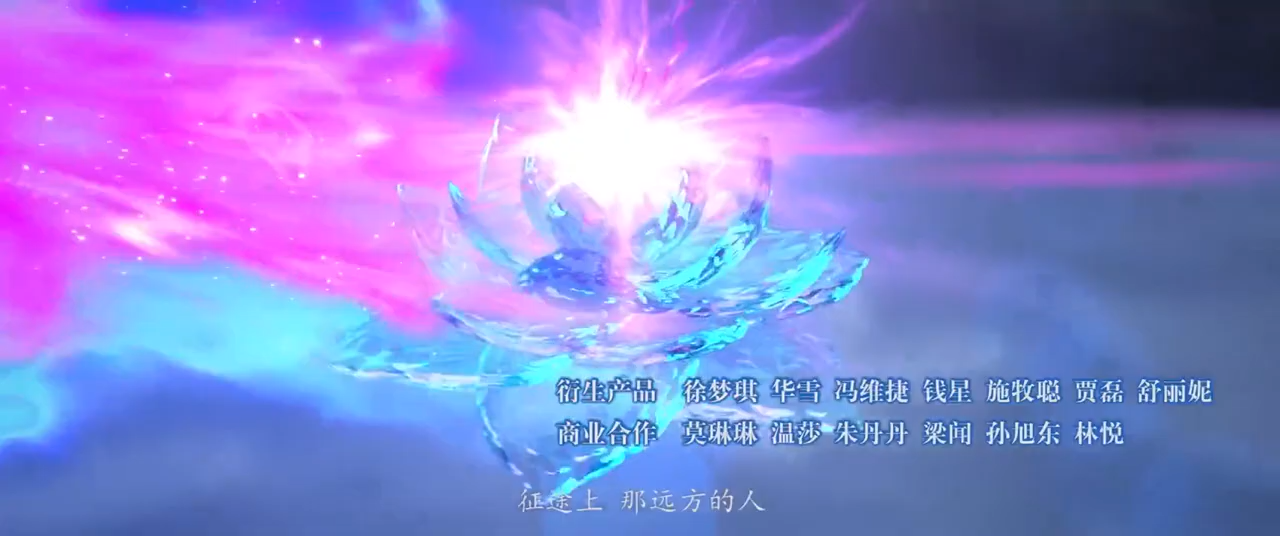 衍生产品 徐梦琪 华雪 冯维捷 钱星 施牧聪 贾磊 舒丽妮
商业合作 莫琳琳 温莎 朱丹丹 梁闻 孙旭东 林悦
征途上 那远方的人